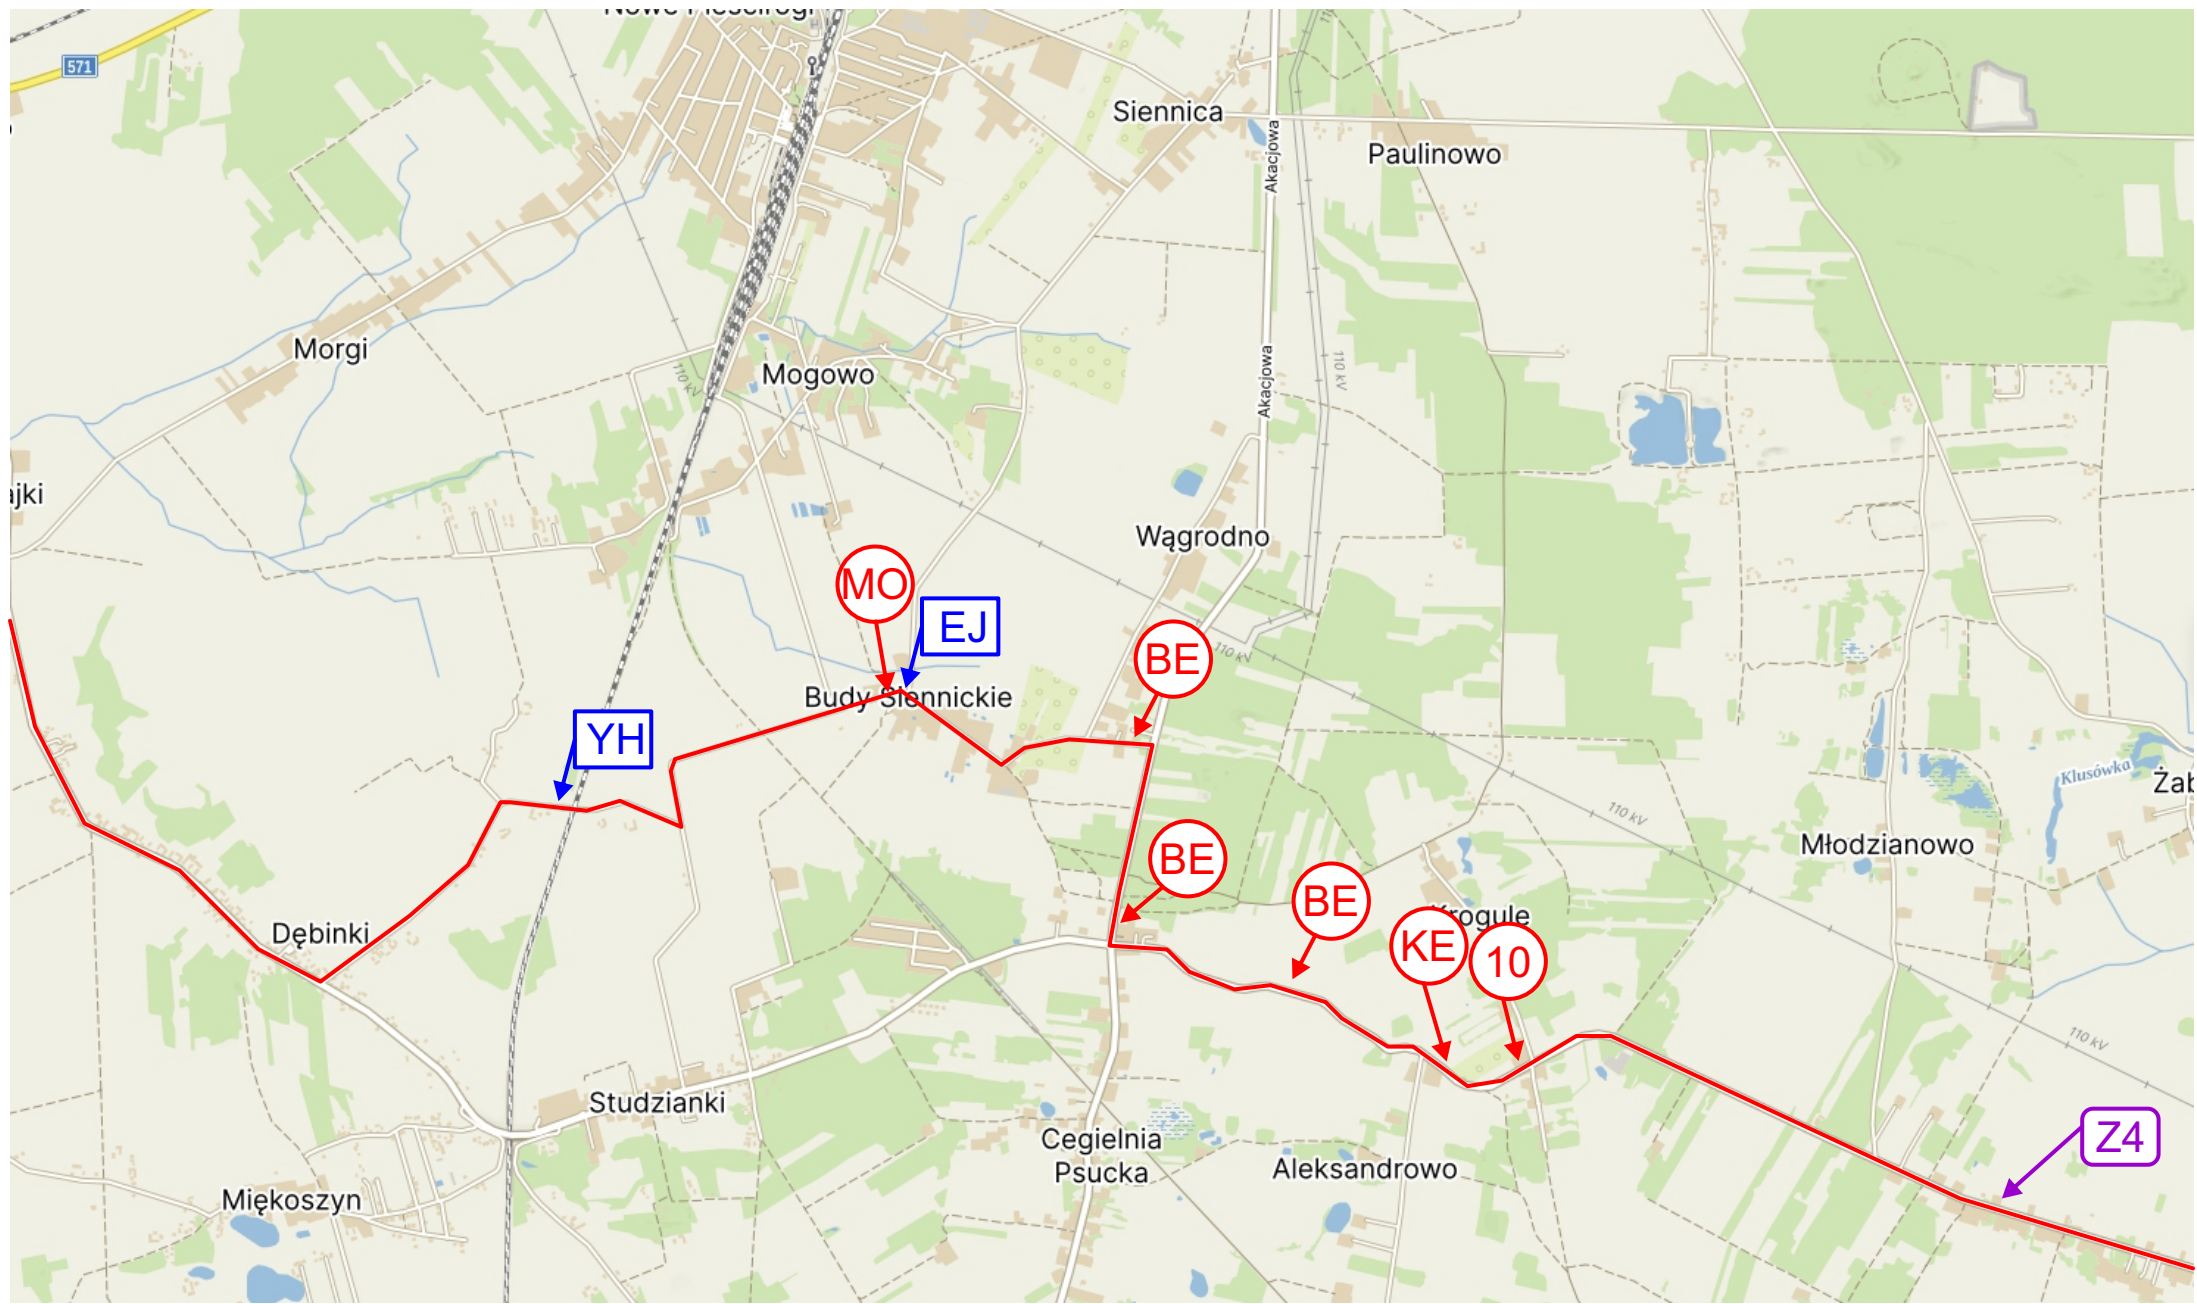 571
Siennica
Akacjowa
Paulinowo
Morgi
110 kV
Mogowo
Akacjowa
110 kV
ajki
Wągrodno
MO
EJ
BE
110 kV
Budy Siennickie
YH
Klusówka
Żab
110 kV
Młodzianowo
BE
BE
Krogule
Dębinki
KE
10
110 kV
Studzianki
Cegielnia
Psucka
Aleksandrowo
Z4
Miękoszyn